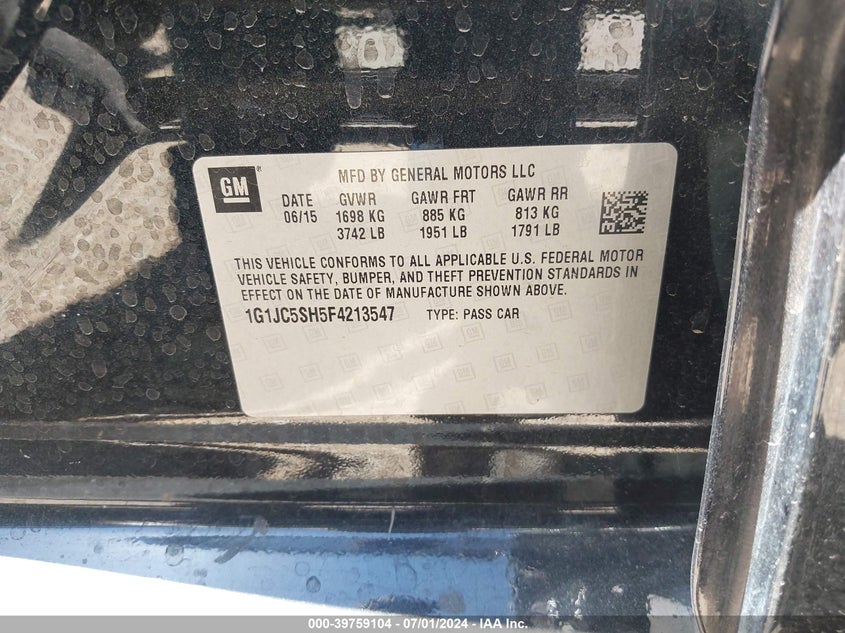 GM
MFD BY GENERAL MOTORS LLC
DATE GVWR GAWR FRT GAWR RR
06/15 1698 KG 885 KG 813 KG
3742 LB 1951 LB 1791 LB
THIS VEHICLE CONFORMS TO ALL APPLICABLE U.S. FEDERAL MOTOR
VEHICLE SAFETY, BUMPER, AND THEFT PREVENTION STANDARDS IN
EFFECT ON THE DATE OF MANUFACTURE SHOWN ABOVE.
1G1JC5SH5F4213547 TYPE: PASS CAR
000-39759104 - 07/01/2024 - IAA Inc.